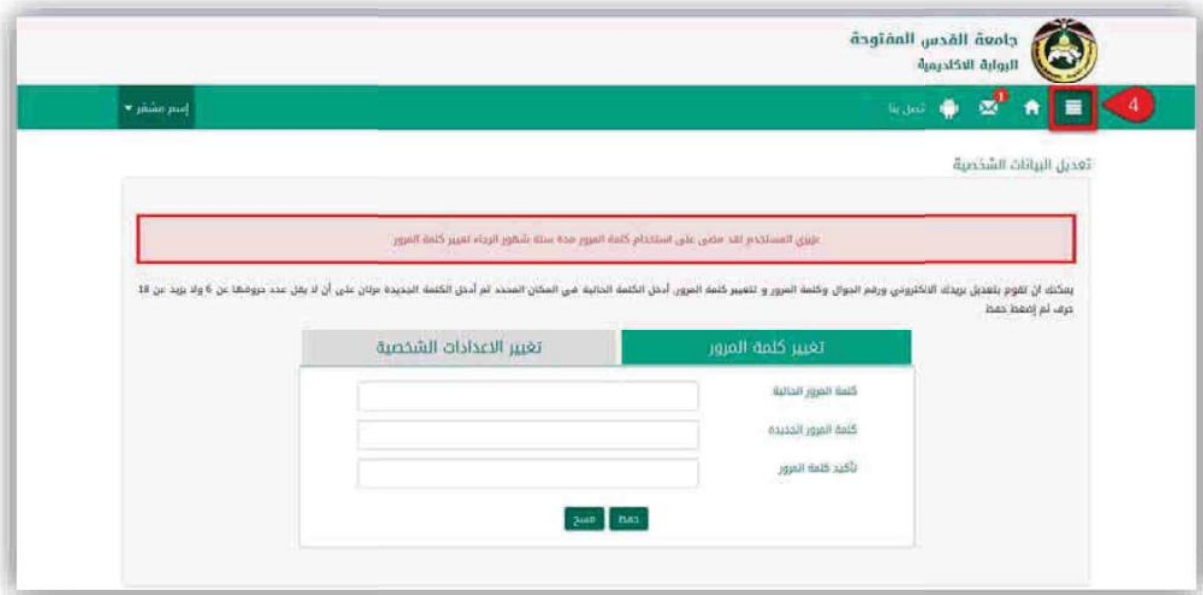 جامعة القدس المفتوحة
البوابة الاكاديمية
4
1
اتصل بنا
إسم مشفر
تعديل البيانات الشخصية
عزيزي المستخدم لقد مضى على استخدام كلمة المرور مدة ستة شهور الرجاء تغيير كلمة المرور
يمكنك ان تقوم بتعديل بريدك الالكتروني ورقم الجوال وكلمة المرور و لتغيير كلمة المرور، أدخل الكلمة الحالية في المكان المحدد ثم أدخل الكلمة الجديدة مرتان على أن لا يقل عدد حروفها عن 6 ولا يزيد عن 18
حرف ثم إضغط حفظ
تغيير كلمة المرور
تغيير الاعدادات الشخصية
كلمة المرور الحالية
كلمة المرور الجديدة
تأكيد كلمة المرور
حفظ
مسح